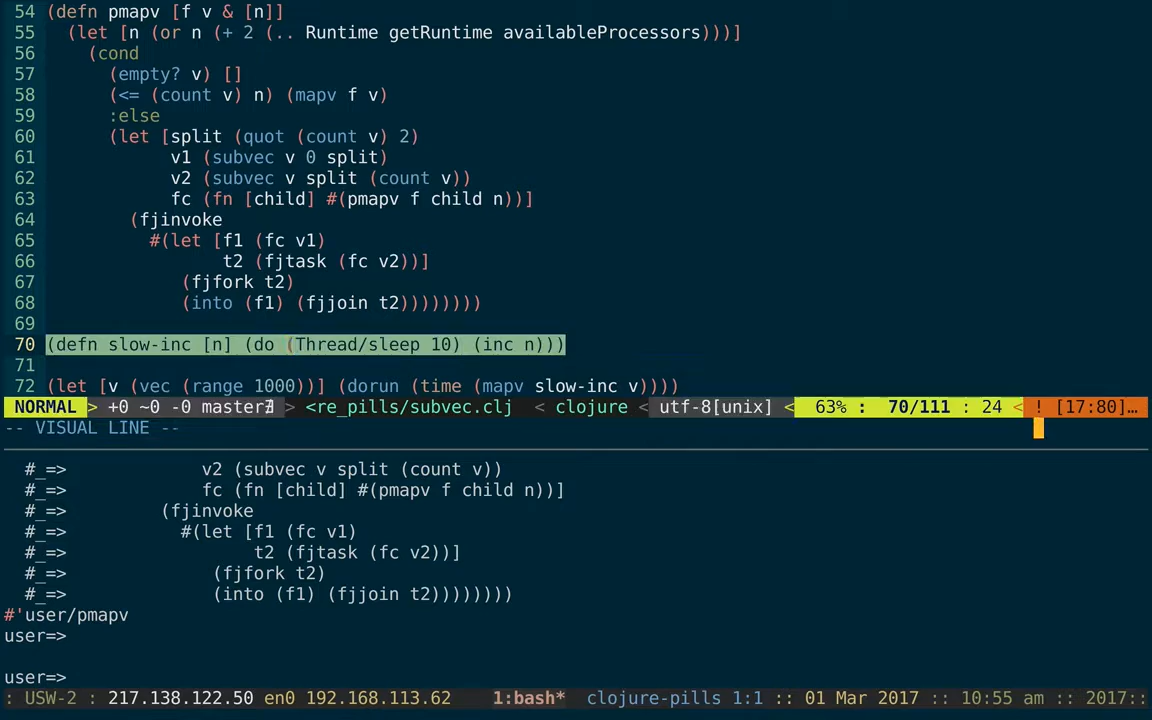 54 (defn pmapv [f v & [n]]
55   (let [n (or n (+ 2 (.. Runtime getRuntime availableProcessors)))]
56     (cond
57       (empty? v) []
58       (<= (count v) n) (mapv f v)
59       :else
60       (let [split (quot (count v) 2)
61             v1 (subvec v 0 split)
62             v2 (subvec v split (count v))
63             fc (fn [child] #(pmapv f child n))]
64         (fjinvoke
65           #(let [f1 (fc v1)
66                  t2 (fjtask (fc v2))]
67              (fjfork t2)
68              (into (f1) (fjjoin t2))))))))
69
70 (defn slow-inc [n] (do (Thread/sleep 10) (inc n)))
71
72 (let [v (vec (range 1000))] (dorun (time (mapv slow-inc v))))
NORMAL > +0 ~0 -0 master∄ > <re_pills/subvec.clj < clojure < utf-8[unix] < 63% : 70/111 : 24 < ! [17:80]…
-- VISUAL LINE --
#_=>             v2 (subvec v split (count v))
#_=>             fc (fn [child] #(pmapv f child n))]
#_=>         (fjinvoke
#_=>           #(let [f1 (fc v1)
#_=>                  t2 (fjtask (fc v2))]
#_=>              (fjfork t2)
#_=>              (into (f1) (fjjoin t2))))))))
#'user/pmapv
user=>
user=>
: USW-2 : 217.138.122.50 en0 192.168.113.62 1:bash* clojure-pills 1:1 :: 01 Mar 2017 :: 10:55 am :: 2017::